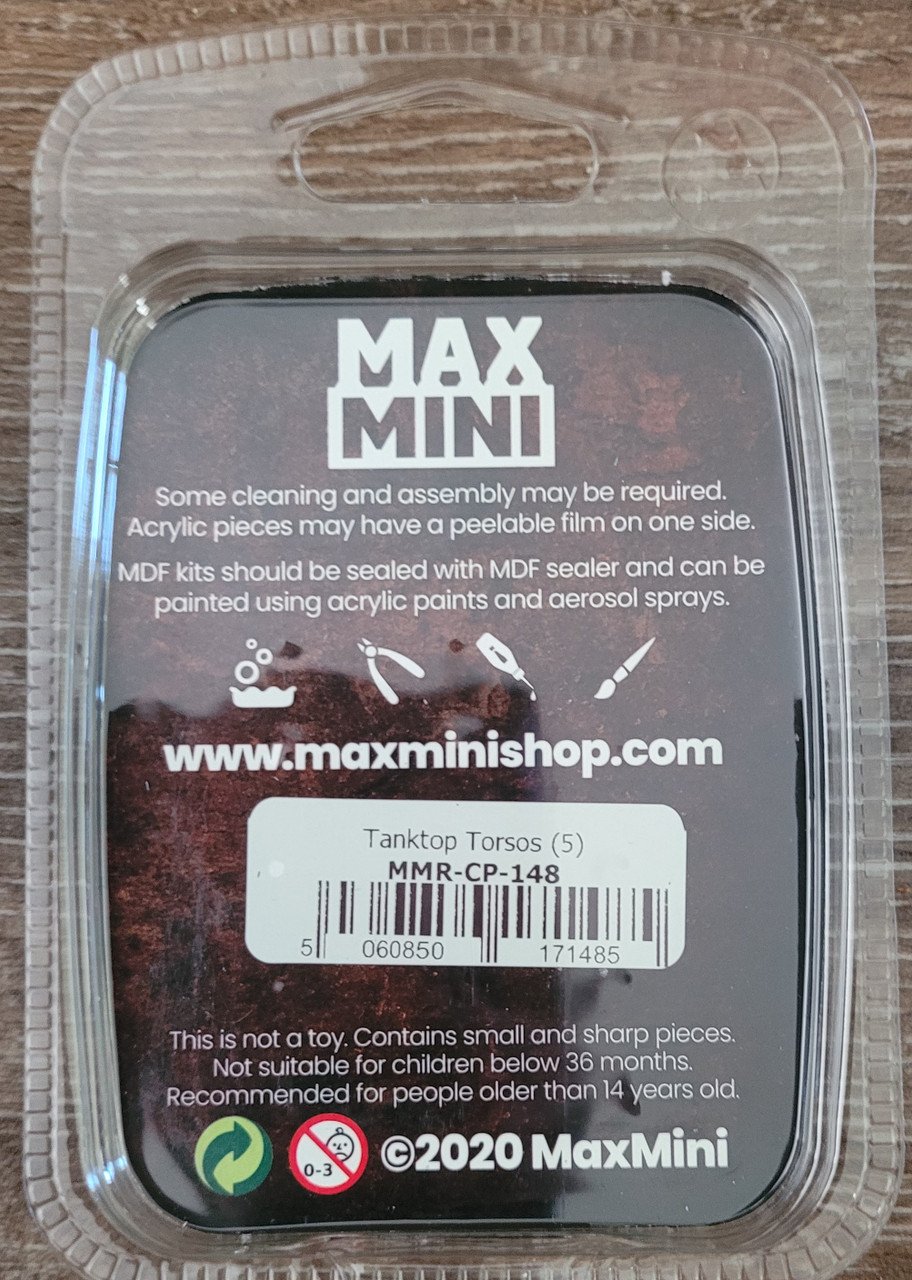 MAX
MINI
Some cleaning and assembly may be required.
Acrylic pieces may have a peelable film on one side.
MDF kits should be sealed with MDF sealer and can be
painted using acrylic paints and aerosol sprays.
www.maxminishop.com
Tanktop Torsos (5)
MMR-CP-148
5 060850 171485
This is not a toy. Contains small and sharp pieces.
Not suitable for children below 36 months.
Recommended for people older than 14 years old.
0-3 ©2020 MaxMini